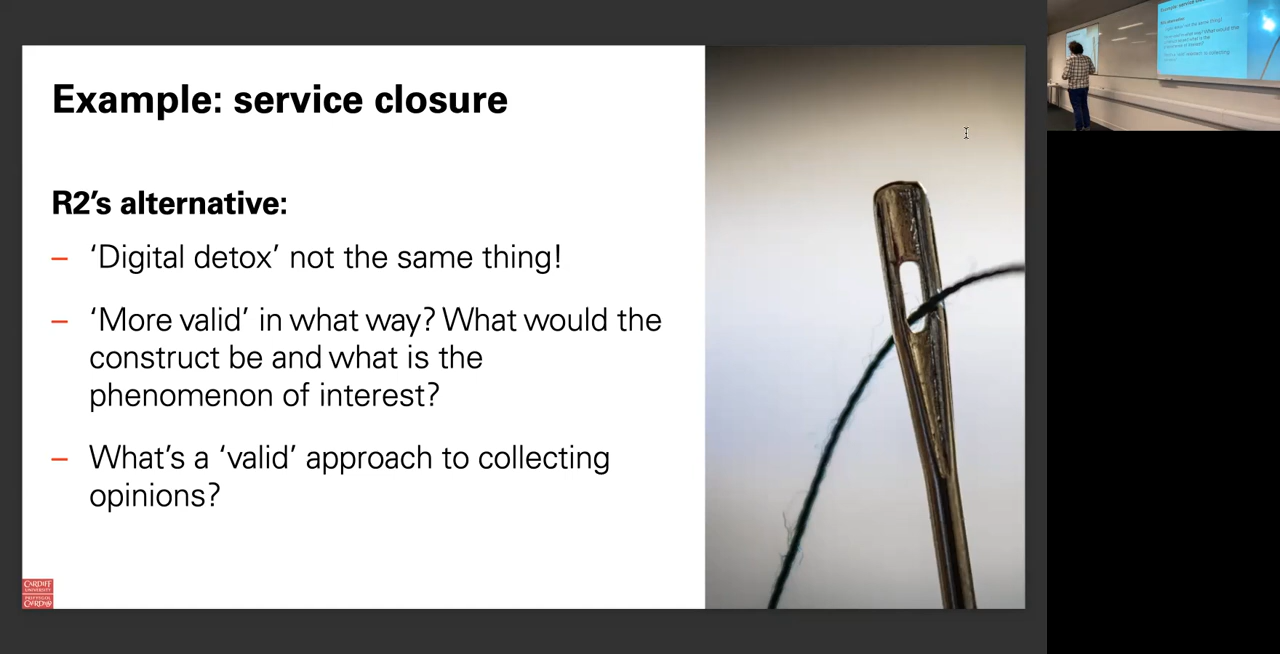 Example: service closure
R2’s alternative:
– ‘Digital detox’ not the same thing!
– ‘More valid’ in what way? What would the
construct be and what is the
phenomenon of interest?
– What’s a ‘valid’ approach to collecting
opinions?
CARDIFF
UNIVERSITY
PRIFYSGOL
CAERDYDD